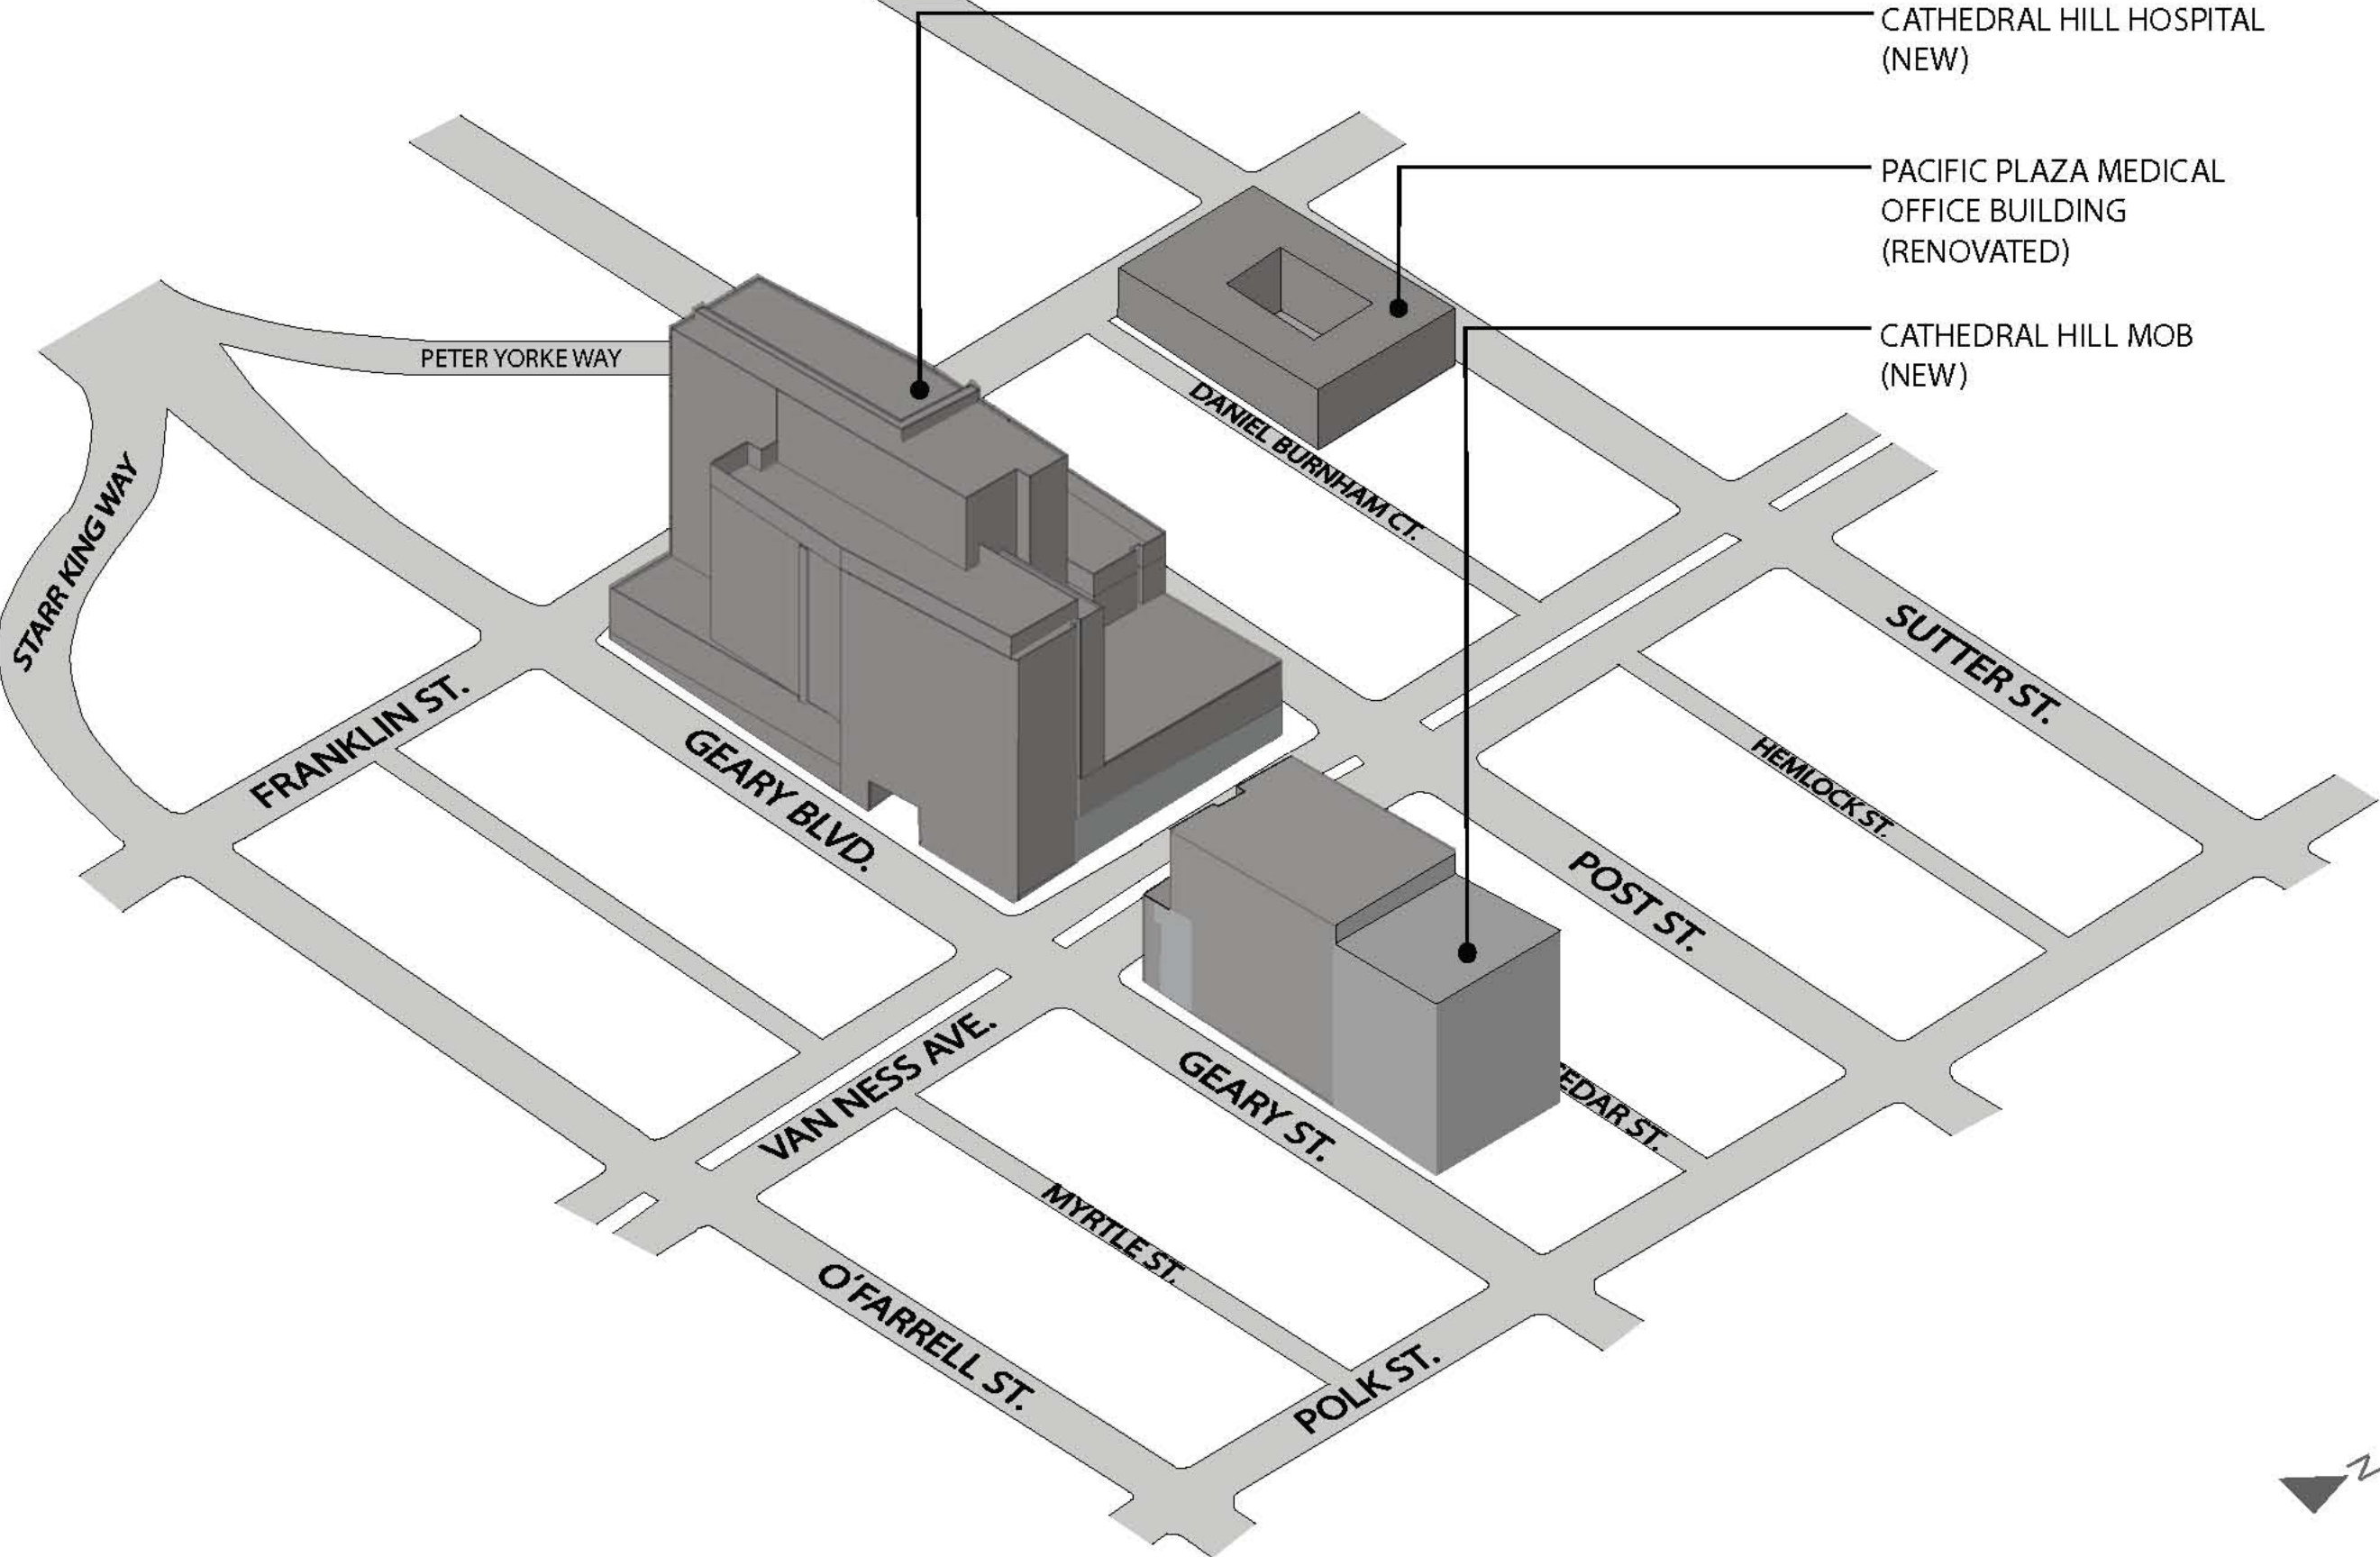 CATHEDRAL HILL HOSPITAL
(NEW)
PACIFIC PLAZA MEDICAL
OFFICE BUILDING
(RENOVATED)
CATHEDRAL HILL MOB
(NEW)
PETER YORKE WAY
DANIEL BURNHAM CT.
STARR KING WAY
SUTTER ST.
FRANKLIN ST.
GEARY BLVD.
HEMLOCK ST.
POST ST.
VAN NESS AVE.
GEARY ST.
EDAR ST.
MYRTLE ST.
O'FARRELL ST.
POLK ST.
N